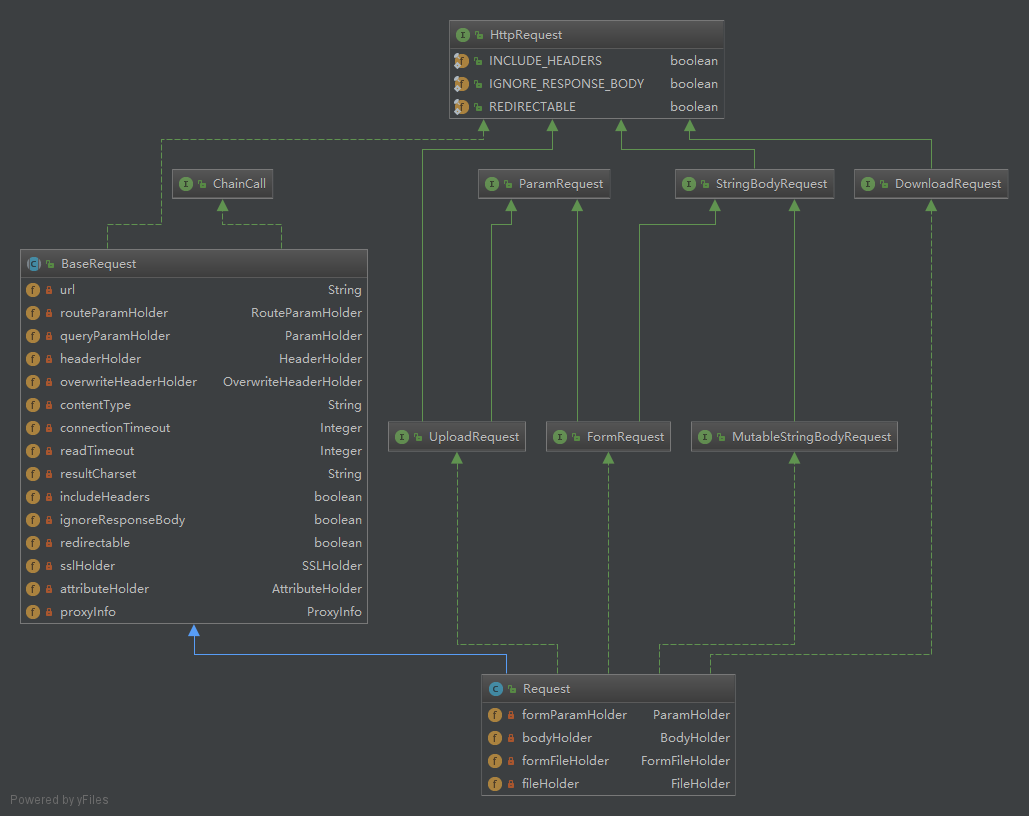 HttpRequest
INCLUDE_HEADERS boolean
IGNORE_RESPONSE_BODY boolean
REDIRECTABLE boolean
ChainCall
ParamRequest
StringBodyRequest
DownloadRequest
BaseRequest
url String
routeParamHolder RouteParamHolder
queryParamHolder ParamHolder
headerHolder HeaderHolder
overwriteHeaderHolder OverwriteHeaderHolder
contentType String
connectionTimeout Integer
readTimeout Integer
resultCharset String
includeHeaders boolean
ignoreResponseBody boolean
redirectable boolean
sslHolder SSLHolder
attributeHolder AttributeHolder
proxyInfo ProxyInfo
UploadRequest
FormRequest
MutableStringBodyRequest
Request
formParamHolder ParamHolder
bodyHolder BodyHolder
formFileHolder FormFileHolder
fileHolder FileHolder
Powered by yFiles